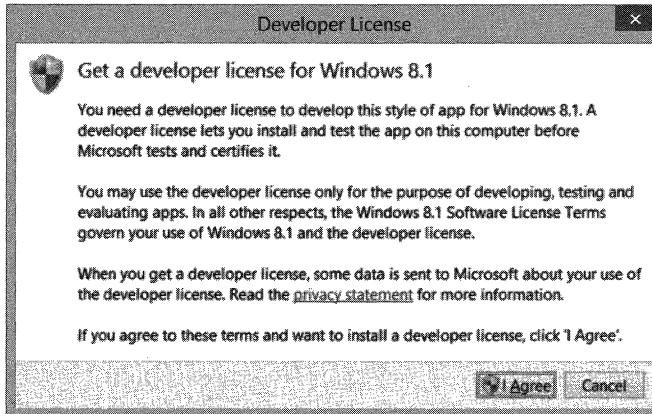 Developer License
Get a developer license for Windows 8.1
You need a developer license to develop this style of app for Windows 8.1. A
developer license lets you install and test the app on this computer before
Microsoft tests and certifies it.
You may use the developer license only for the purpose of developing, testing and
evaluating apps. In all other respects, the Windows 8.1 Software License Terms
govern your use of Windows 8.1 and the developer license.
When you get a developer license, some data is sent to Microsoft about your use of
the developer license. Read the privacy statement for more information.
If you agree to these terms and want to install a developer license, click 'I Agree'.
I Agree Cancel